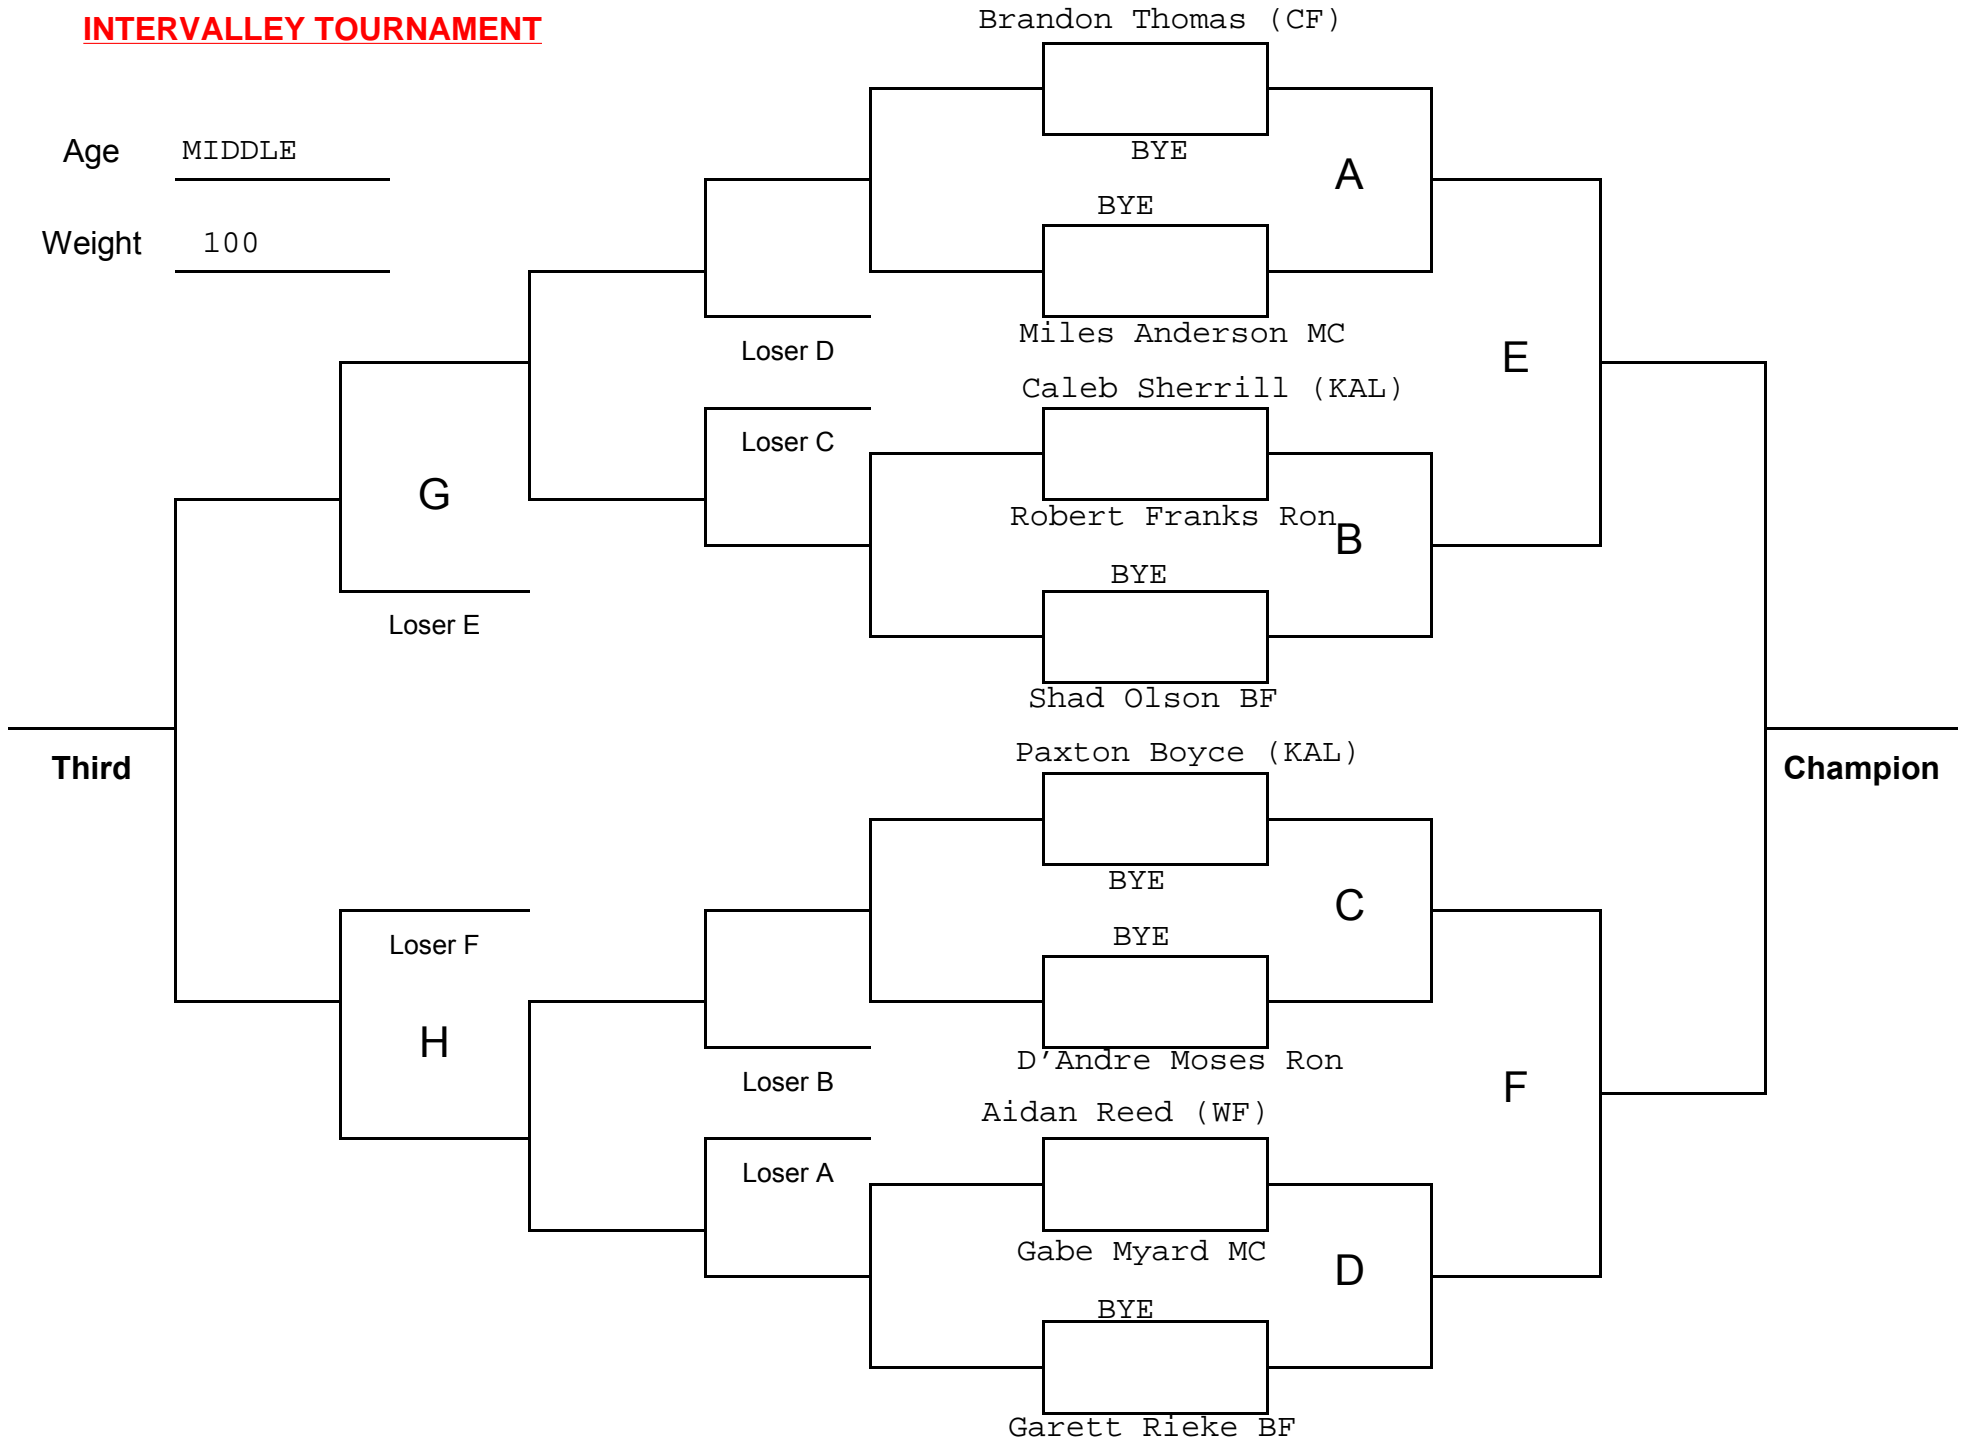 INTERVALLEY TOURNAMENT
Brandon Thomas (CF)
Age MIDDLE
BYE
A
BYE
Weight 100
Miles Anderson MC
Loser D
E
Caleb Sherrill (KAL)
Loser C
G
Robert Franks Ron
B
BYE
Loser E
Shad Olson BF
Paxton Boyce (KAL)
Third
Champion
BYE
C
BYE
Loser F
H
D'Andre Moses Ron
Loser B
F
Aidan Reed (WF)
Loser A
Gabe Myard MC
D
BYE
Garett Rieke BF